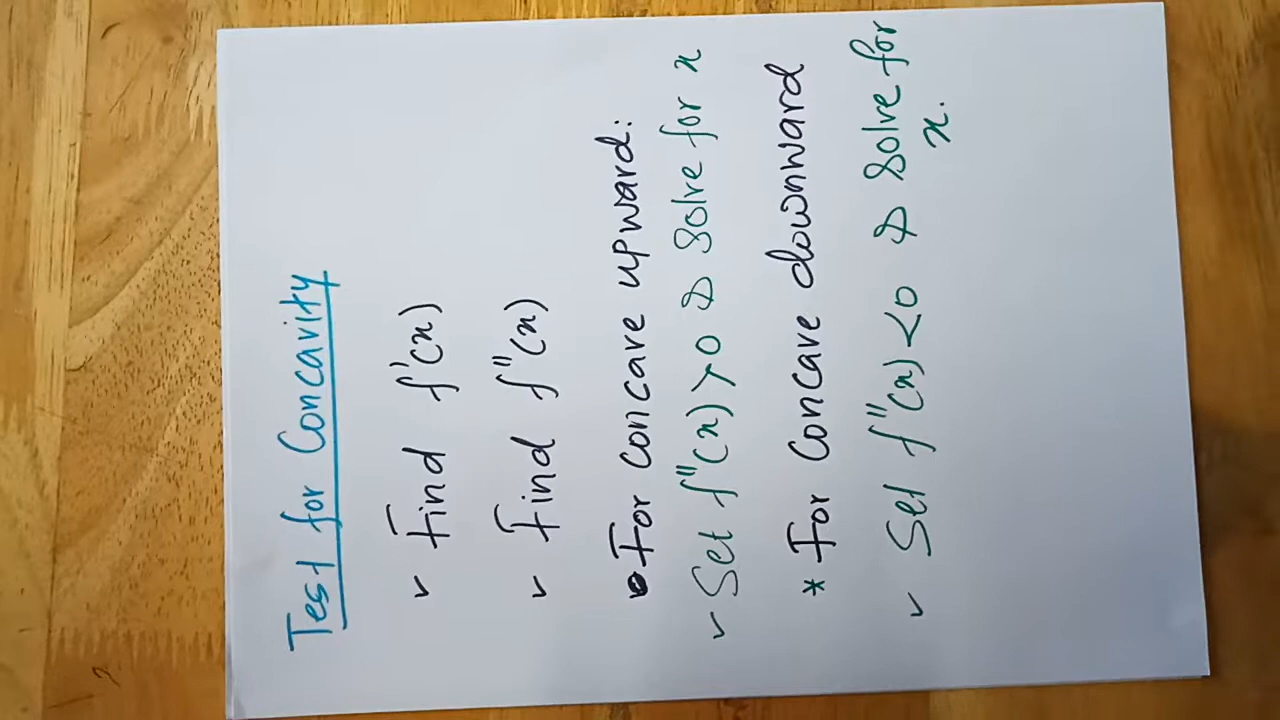 Test for Concavity
✓ Find f'(x)
✓ Find f''(x)
• For concave upward:
✓ Set f''(x) > 0 & solve for x
* For concave downward
✓ Set f''(x) < 0 & solve for
x.